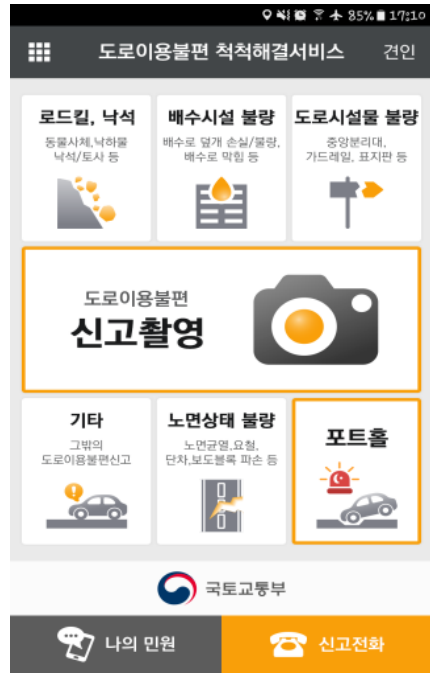 85% 17:10
도로이용불편 척척해결서비스 견인
로드킬, 낙석
동물사체,낙하물
낙석/토사 등
배수시설 불량
배수로 덮개 손실/불량,
배수로 막힘 등
도로시설물 불량
중앙분리대,
가드레일, 표지판 등
도로이용불편
신고촬영
기타
그밖의
도로이용불편신고
노면상태 불량
노면균열,요철,
단차,보도블록 파손 등
포트홀
국토교통부
나의 민원
신고전화